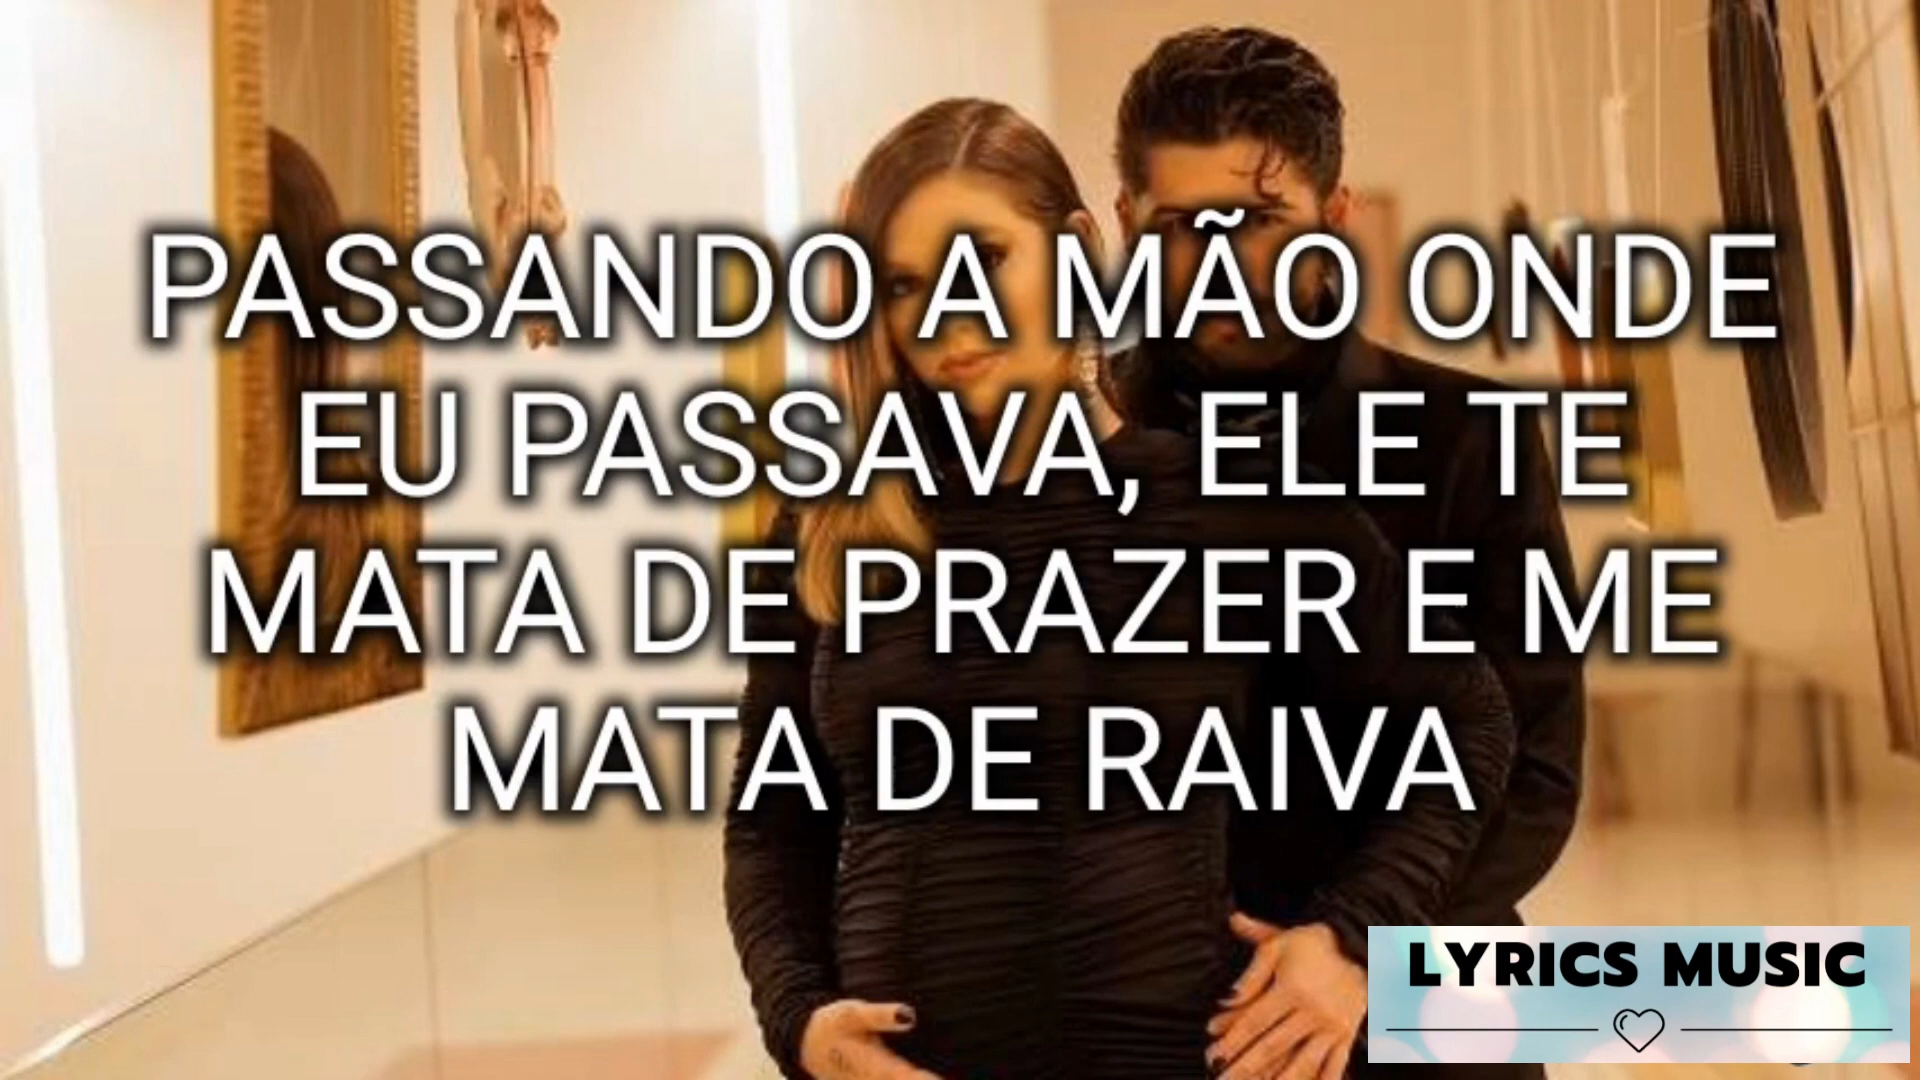 PASSANDO A MÃO ONDE
EU PASSAVA, ELE TE
MATA DE PRAZER E ME
MATA DE RAIVA
LYRICS MUSIC